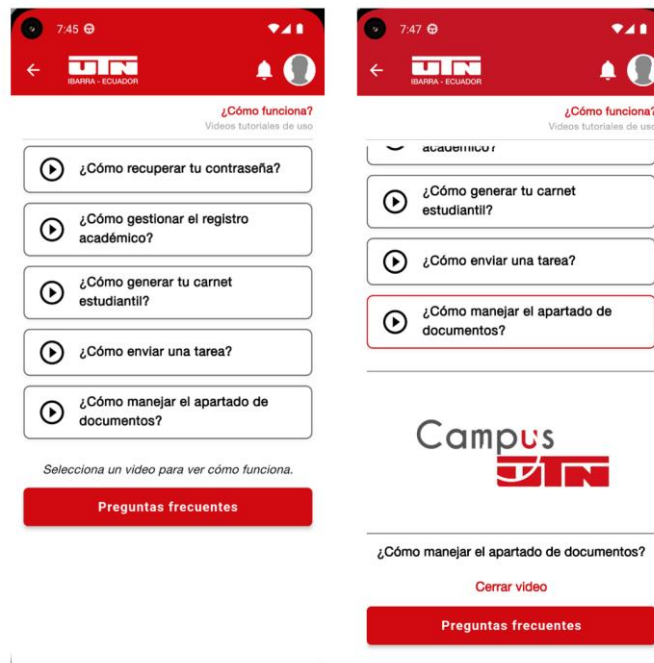 7:45
UTN
IBARRA - ECUADOR
¿Cómo funciona?
Videos tutoriales de uso
¿Cómo recuperar tu contraseña?
¿Cómo gestionar el registro
académico?
¿Cómo generar tu carnet
estudiantil?
¿Cómo enviar una tarea?
¿Cómo manejar el apartado de
documentos?
Selecciona un video para ver cómo funciona.
Preguntas frecuentes
7:47
UTN
IBARRA - ECUADOR
¿Cómo funciona?
Videos tutoriales de uso
académico?
¿Cómo generar tu carnet
estudiantil?
¿Cómo enviar una tarea?
¿Cómo manejar el apartado de
documentos?
Campus
UTN
¿Cómo manejar el apartado de documentos?
Cerrar video
Preguntas frecuentes